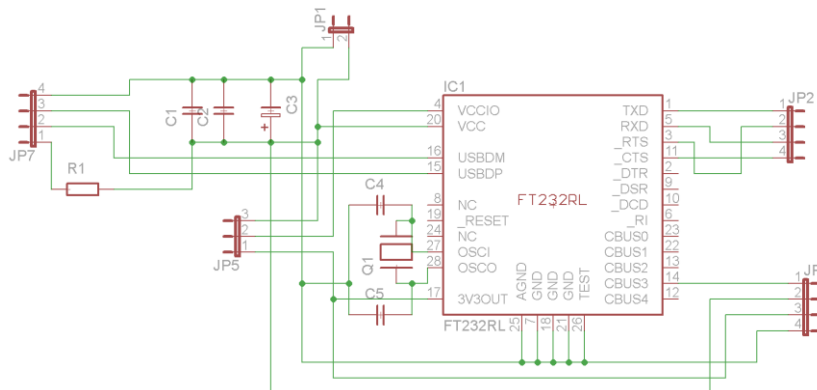 JP1
1
2
IC1
4
3
2
1
JP7
C1
C2
C3
+
R1
4 VCCIO
20 VCC
16 USBDM
15 USBDP
8 NC
19 _RESET
24 NC
27 OSCI
28 OSCO
17 3V3OUT
FT232RL
TXD 1
RXD 5
_RTS 3
_CTS 11
_DTR 2
_DSR 9
_DCD 10
_RI 6
CBUS0 23
CBUS1 22
CBUS2 13
CBUS3 14
CBUS4 12
JP2
1
2
3
4
C4
3
2
1
JP5
Q1
C5
AGND
GND
GND
GND
TEST
FT232RL
25
7
18
21
26
JP
1
2
3
4